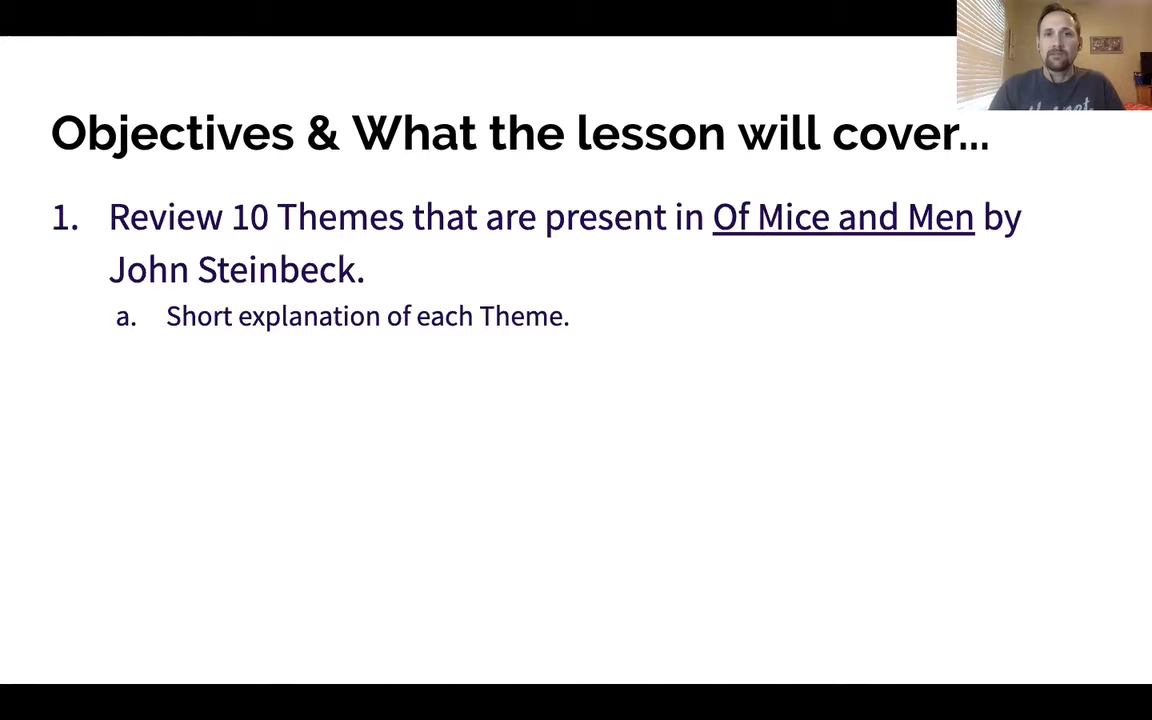 Objectives & What the lesson will cover...
1. Review 10 Themes that are present in Of Mice and Men by
John Steinbeck.
a. Short explanation of each Theme.